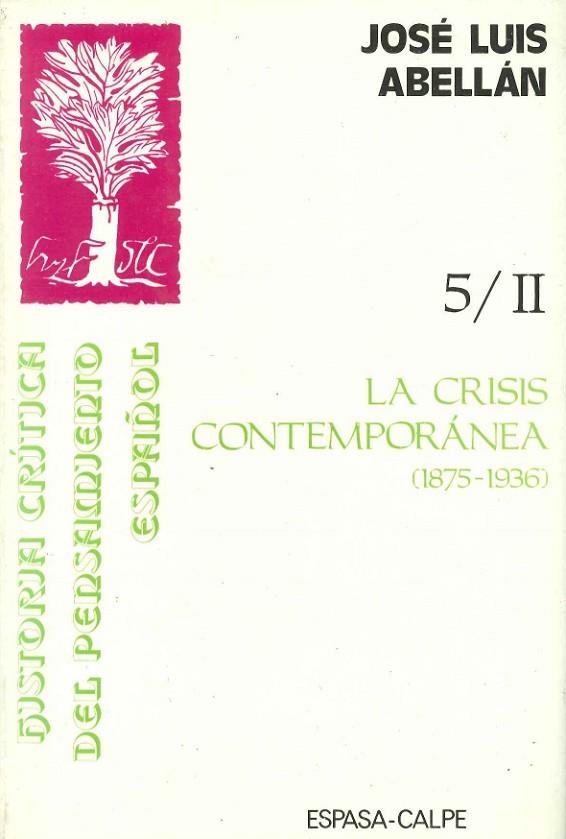 JOSÉ LUIS
ABELLÁN
5/II
LA CRISIS
CONTEMPORÁNEA
(1875-1936)
HISTORIA CRÍTICA
DEL PENSAMIENTO
ESPAÑOL
ESPASA-CALPE